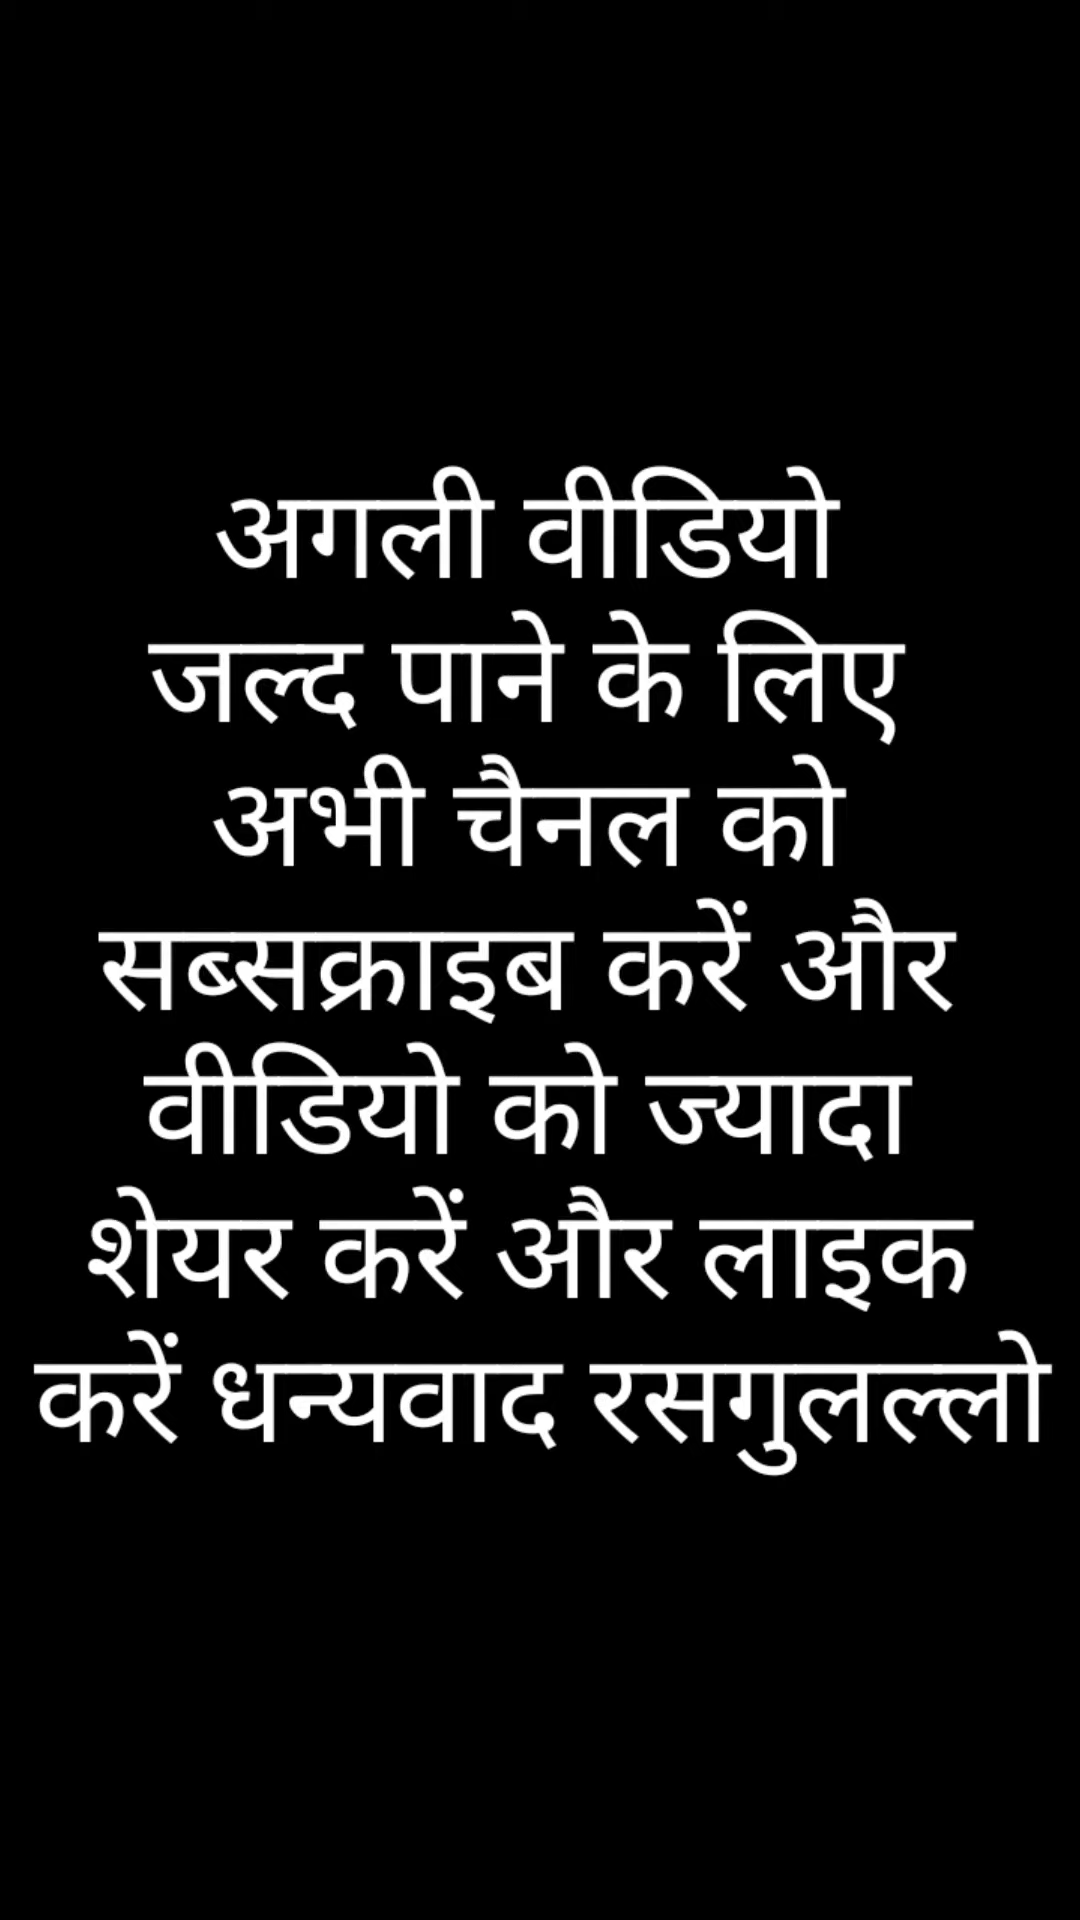 अगली वीडियो
जल्द पाने के लिए
अभी चैनल को
सब्सक्राइब करें और
वीडियो को ज्यादा
शेयर करें और लाइक
करें धन्यवाद रसगुलल्लो